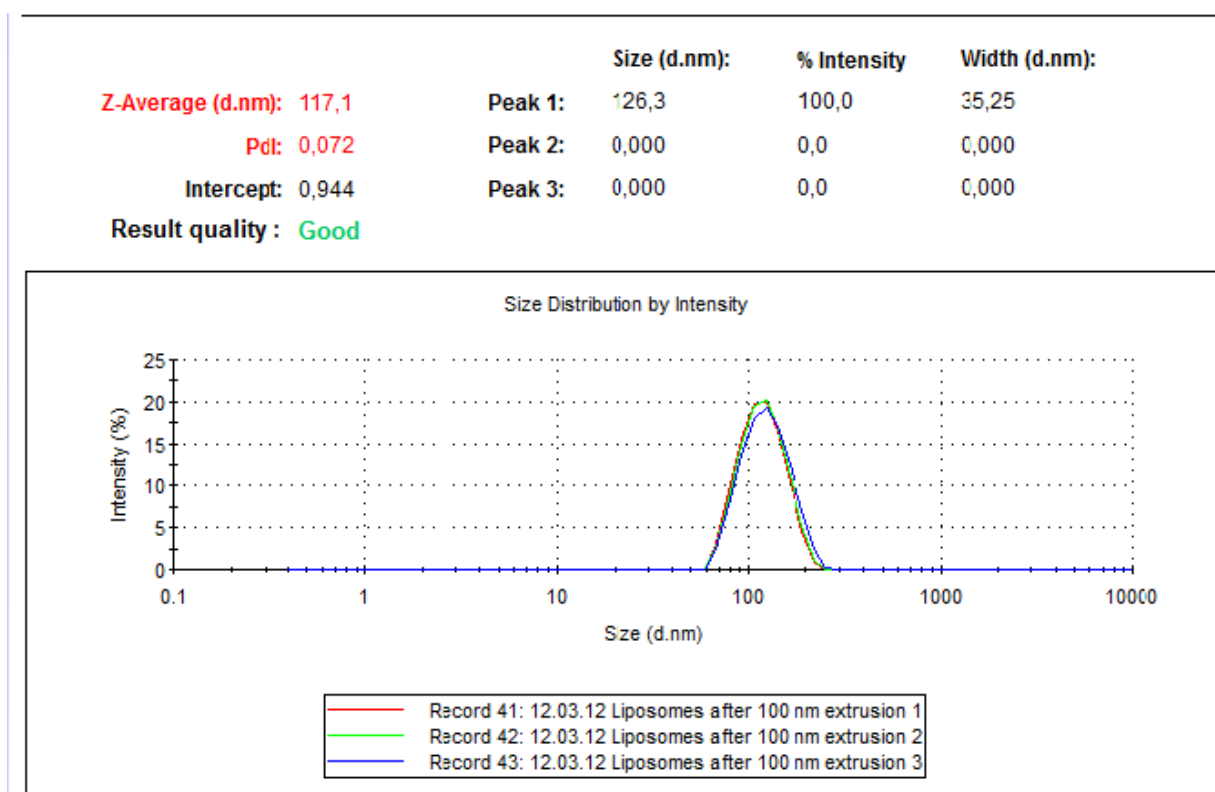 Size (d.nm): % Intensity Width (d.nm):
Z-Average (d.nm): 117,1 Peak 1: 126,3 100,0 35,25
PdI: 0,072 Peak 2: 0,000 0,0 0,000
Intercept: 0,944 Peak 3: 0,000 0,0 0,000
Result quality : Good
Size Distribution by Intensity
25
20
15
10
5
0
Intensity (%)
0.1 1 10 100 1000 10000
Size (d.nm)
Record 41: 12.03.12 Liposomes after 100 nm extrusion 1
Record 42: 12.03.12 Liposomes after 100 nm extrusion 2
Record 43: 12.03.12 Liposomes after 100 nm extrusion 3